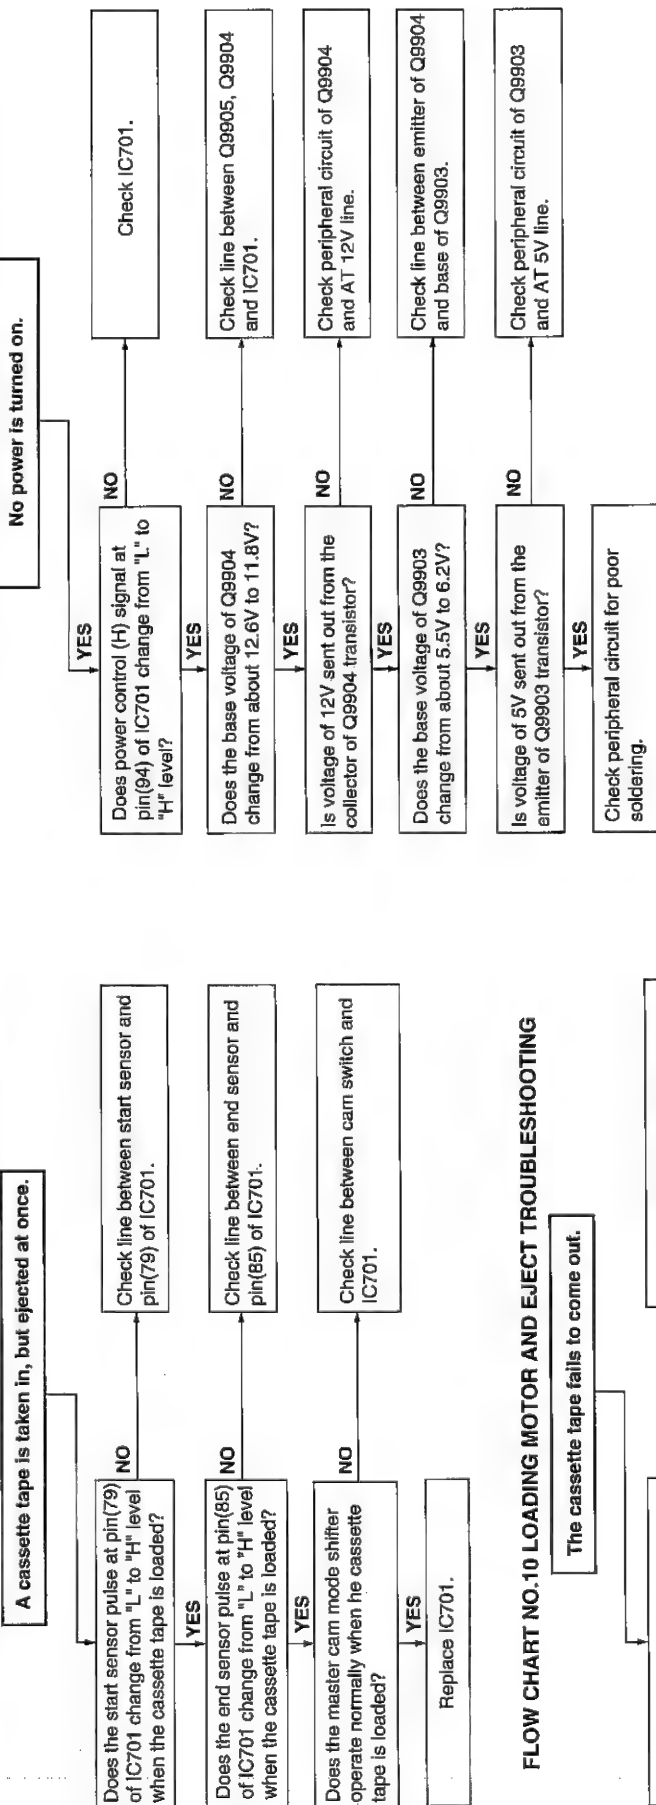 A cassette tape is taken in, but ejected at once.
Does the start sensor pulse at pin(79)
of IC701 change from "L" to "H" level
when the cassette tape is loaded?
NO
Check line between start sensor and
pin(79) of IC701.
YES
Does the end sensor pulse at pin(85)
of IC701 change from "L" to "H" level
when the cassette tape is loaded?
NO
Check line between end sensor and
pin(85) of IC701.
YES
Does the master cam mode shifter
operate normally when he cassette
tape is loaded?
NO
Check line between cam switch and
IC701.
YES
Replace IC701.
FLOW CHART NO.10 LOADING MOTOR AND EJECT TROUBLESHOOTING
The cassette tape fails to come out.
No power is turned on.
YES
Does power control (H) signal at
pin(94) of IC701 change from "L" to
"H" level?
NO
Check IC701.
YES
Does the base voltage of Q9904
change from about 12.6V to 11.8V?
NO
Check line between Q9905, Q9904
and IC701.
YES
Is voltage of 12V sent out from the
collector of Q9904 transistor?
NO
Check peripheral circuit of Q9904
and AT 12V line.
YES
Does the base voltage of Q9903
change from about 5.5V to 6.2V?
NO
Check line between emitter of Q9904
and base of Q9903.
YES
Is voltage of 5V sent out from the
emitter of Q9903 transistor?
NO
Check peripheral circuit of Q9903
and AT 5V line.
YES
Check peripheral circuit for poor
soldering.